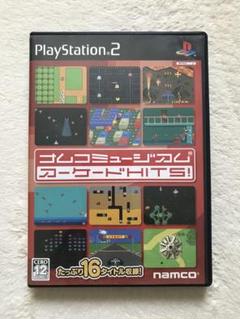 PlayStation 2
ナムコミュージアム
アーケードHITS!
CERO 12
たっぷり16タイトル収録!
namco